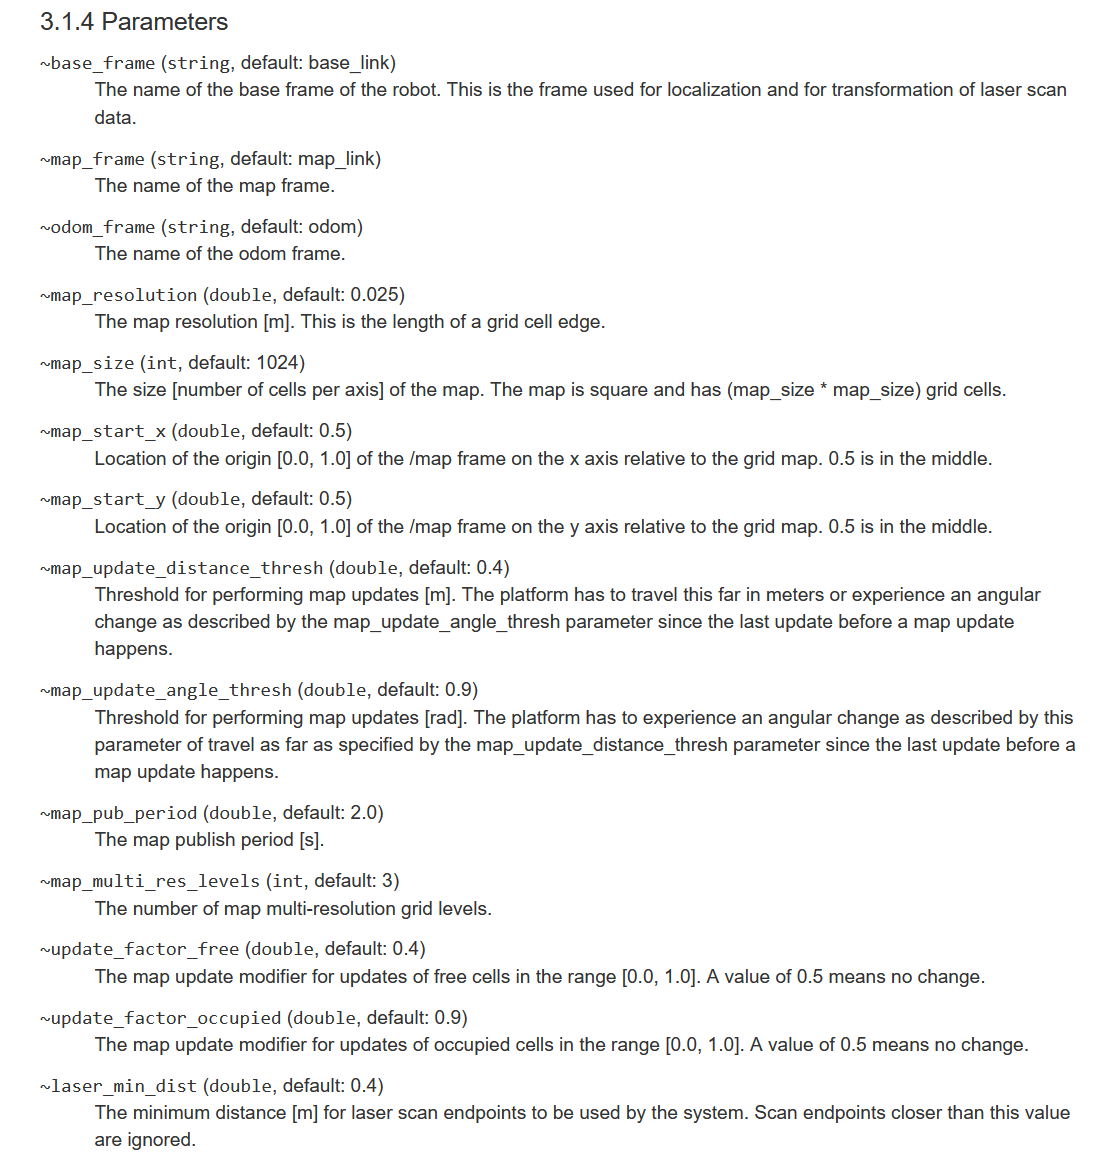 3.1.4 Parameters
~base_frame (string, default: base_link)
The name of the base frame of the robot. This is the frame used for localization and for transformation of laser scan
data.
~map_frame (string, default: map_link)
The name of the map frame.
~odom_frame (string, default: odom)
The name of the odom frame.
~map_resolution (double, default: 0.025)
The map resolution [m]. This is the length of a grid cell edge.
~map_size (int, default: 1024)
The size [number of cells per axis] of the map. The map is square and has (map_size * map_size) grid cells.
~map_start_x (double, default: 0.5)
Location of the origin [0.0, 1.0] of the /map frame on the x axis relative to the grid map. 0.5 is in the middle.
~map_start_y (double, default: 0.5)
Location of the origin [0.0, 1.0] of the /map frame on the y axis relative to the grid map. 0.5 is in the middle.
~map_update_distance_thresh (double, default: 0.4)
Threshold for performing map updates [m]. The platform has to travel this far in meters or experience an angular
change as described by the map_update_angle_thresh parameter since the last update before a map update
happens.
~map_update_angle_thresh (double, default: 0.9)
Threshold for performing map updates [rad]. The platform has to experience an angular change as described by this
parameter of travel as far as specified by the map_update_distance_thresh parameter since the last update before a
map update happens.
~map_pub_period (double, default: 2.0)
The map publish period [s].
~map_multi_res_levels (int, default: 3)
The number of map multi-resolution grid levels.
~update_factor_free (double, default: 0.4)
The map update modifier for updates of free cells in the range [0.0, 1.0]. A value of 0.5 means no change.
~update_factor_occupied (double, default: 0.9)
The map update modifier for updates of occupied cells in the range [0.0, 1.0]. A value of 0.5 means no change.
~laser_min_dist (double, default: 0.4)
The minimum distance [m] for laser scan endpoints to be used by the system. Scan endpoints closer than this value
are ignored.